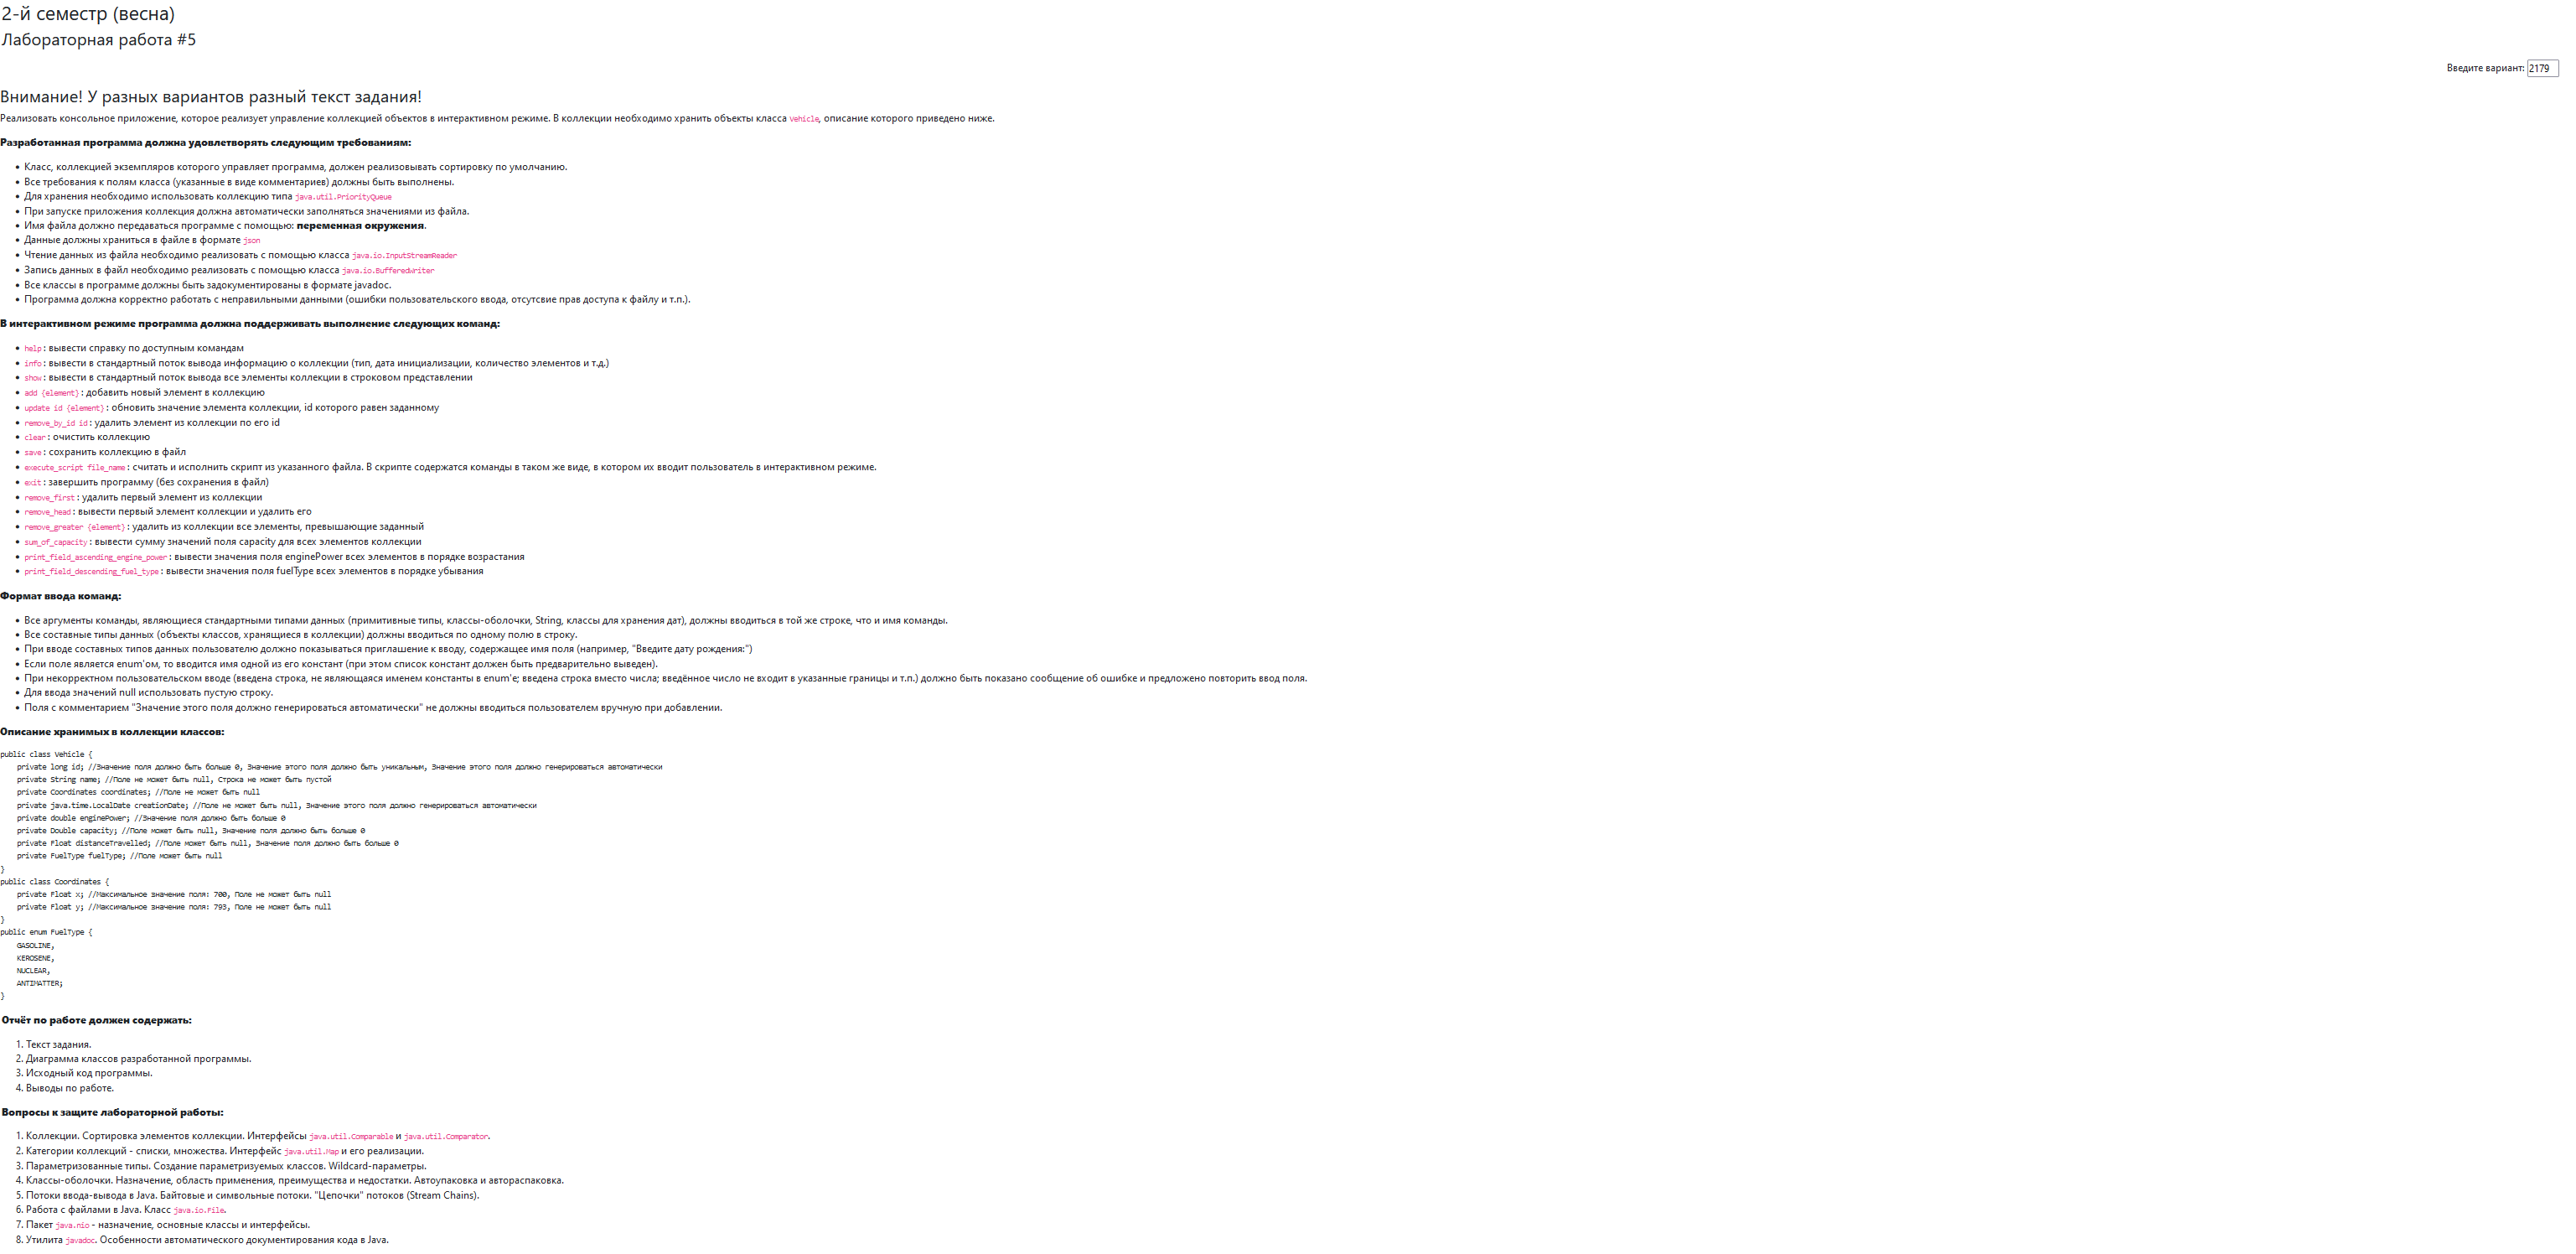 2-й семестр (весна)
Лабораторная работа #5
Введите вариант: 2179
Внимание! У разных вариантов разный текст задания!
Реализовать консольное приложение, которое реализует управление коллекцией объектов в интерактивном режиме. В коллекции необходимо хранить объекты класса Vehicle, описание которого приведено ниже.
Разработанная программа должна удовлетворять следующим требованиям:
• Класс, коллекцией экземпляров которого управляет программа, должен реализовывать сортировку по умолчанию.
• Все требования к полям класса (указанные в виде комментариев) должны быть выполнены.
• Для хранения необходимо использовать коллекцию типа java.util.PriorityQueue
• При запуске приложения коллекция должна автоматически заполняться значениями из файла.
• Имя файла должно передаваться программе с помощью: переменная окружения.
• Данные должны храниться в файле в формате json
• Чтение данных из файла необходимо реализовать с помощью класса java.io.InputStreamReader
• Запись данных в файл необходимо реализовать с помощью класса java.io.BufferedWriter
• Все классы в программе должны быть задокументированы в формате javadoc.
• Программа должна корректно работать с неправильными данными (ошибки пользовательского ввода, отсутсвие прав доступа к файлу и т.п.).
В интерактивном режиме программа должна поддерживать выполнение следующих команд:
• help : вывести справку по доступным командам
• info : вывести в стандартный поток вывода информацию о коллекции (тип, дата инициализации, количество элементов и т.д.)
• show : вывести в стандартный поток вывода все элементы коллекции в строковом представлении
• add {element} : добавить новый элемент в коллекцию
• update id {element} : обновить значение элемента коллекции, id которого равен заданному
• remove_by_id id : удалить элемент из коллекции по его id
• clear : очистить коллекцию
• save : сохранить коллекцию в файл
• execute_script file_name : считать и исполнить скрипт из указанного файла. В скрипте содержатся команды в таком же виде, в котором их вводит пользователь в интерактивном режиме.
• exit : завершить программу (без сохранения в файл)
• remove_first : удалить первый элемент из коллекции
• remove_head : вывести первый элемент коллекции и удалить его
• remove_greater {element} : удалить из коллекции все элементы, превышающие заданный
• sum_of_capacity : вывести сумму значений поля capacity для всех элементов коллекции
• print_field_ascending_engine_power : вывести значения поля enginePower всех элементов в порядке возрастания
• print_field_descending_fuel_type : вывести значения поля fuelType всех элементов в порядке убывания
Формат ввода команд:
• Все аргументы команды, являющиеся стандартными типами данных (примитивные типы, классы-оболочки, String, классы для хранения дат), должны вводиться в той же строке, что и имя команды.
• Все составные типы данных (объекты классов, хранящиеся в коллекции) должны вводиться по одному полю в строку.
• При вводе составных типов данных пользователю должно показываться приглашение к вводу, содержащее имя поля (например, "Введите дату рождения:")
• Если поле является enum'ом, то вводится имя одной из его констант (при этом список констант должен быть предварительно выведен).
• При некорректном пользовательском вводе (введена строка, не являющаяся именем константы в enum'е; введена строка вместо числа; введённое число не входит в указанные границы и т.п.) должно быть показано сообщение об ошибке и предложено повторить ввод поля.
• Для ввода значений null использовать пустую строку.
• Поля с комментарием "Значение этого поля должно генерироваться автоматически" не должны вводиться пользователем вручную при добавлении.
Описание хранимых в коллекции классов:
public class Vehicle {
private long id; //Значение поля должно быть больше 0, Значение этого поля должно быть уникальным, Значение этого поля должно генерироваться автоматически
private String name; //Поле не может быть null, Строка не может быть пустой
private Coordinates coordinates; //Поле не может быть null
private java.time.LocalDate creationDate; //Поле не может быть null, Значение этого поля должно генерироваться автоматически
private double enginePower; //Значение поля должно быть больше 0
private Double capacity; //Поле может быть null, Значение поля должно быть больше 0
private Float distanceTravelled; //Поле может быть null, Значение поля должно быть больше 0
private FuelType fuelType; //Поле может быть null
}
public class Coordinates {
private Float x; //Максимальное значение поля: 700, Поле не может быть null
private Float y; //Максимальное значение поля: 793, Поле не может быть null
}
public enum FuelType {
GASOLINE,
KEROSENE,
NUCLEAR,
ANTIMATTER;
}
Отчёт по работе должен содержать:
1. Текст задания.
2. Диаграмма классов разработанной программы.
3. Исходный код программы.
4. Выводы по работе.
Вопросы к защите лабораторной работы:
1. Коллекции. Сортировка элементов коллекции. Интерфейсы java.util.Comparable и java.util.Comparator.
2. Категории коллекций - списки, множества. Интерфейс java.util.Map и его реализации.
3. Параметризованные типы. Создание параметризуемых классов. Wildcard-параметры.
4. Классы-оболочки. Назначение, область применения, преимущества и недостатки. Автоупаковка и автораспаковка.
5. Потоки ввода-вывода в Java. Байтовые и символьные потоки. "Цепочки" потоков (Stream Chains).
6. Работа с файлами в Java. Класс java.io.File.
7. Пакет java.nio - назначение, основные классы и интерфейсы.
8. Утилита javadoc. Особенности автоматического документирования кода в Java.